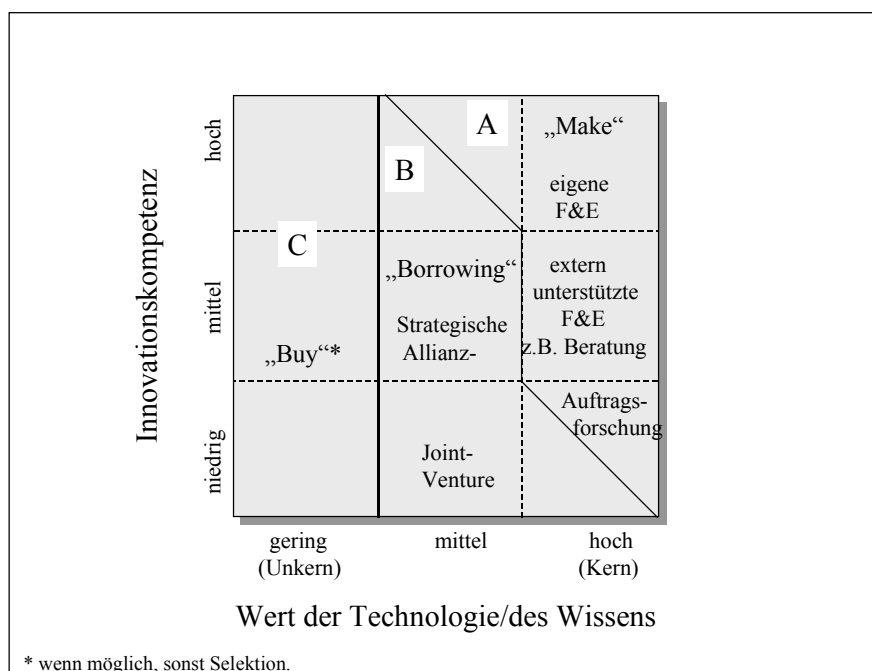 Innovationskompetenz
hoch
mittel
niedrig
A
„Make“
B
eigene
F&E
C
„Borrowing“
extern
unterstützte
F&E
z.B. Beratung
Strategische
Allianz-
„Buy“*
Auftrags-
forschung
Joint-
Venture
gering
(Unkern)
mittel
hoch
(Kern)
Wert der Technologie/des Wissens
* wenn möglich, sonst Selektion.